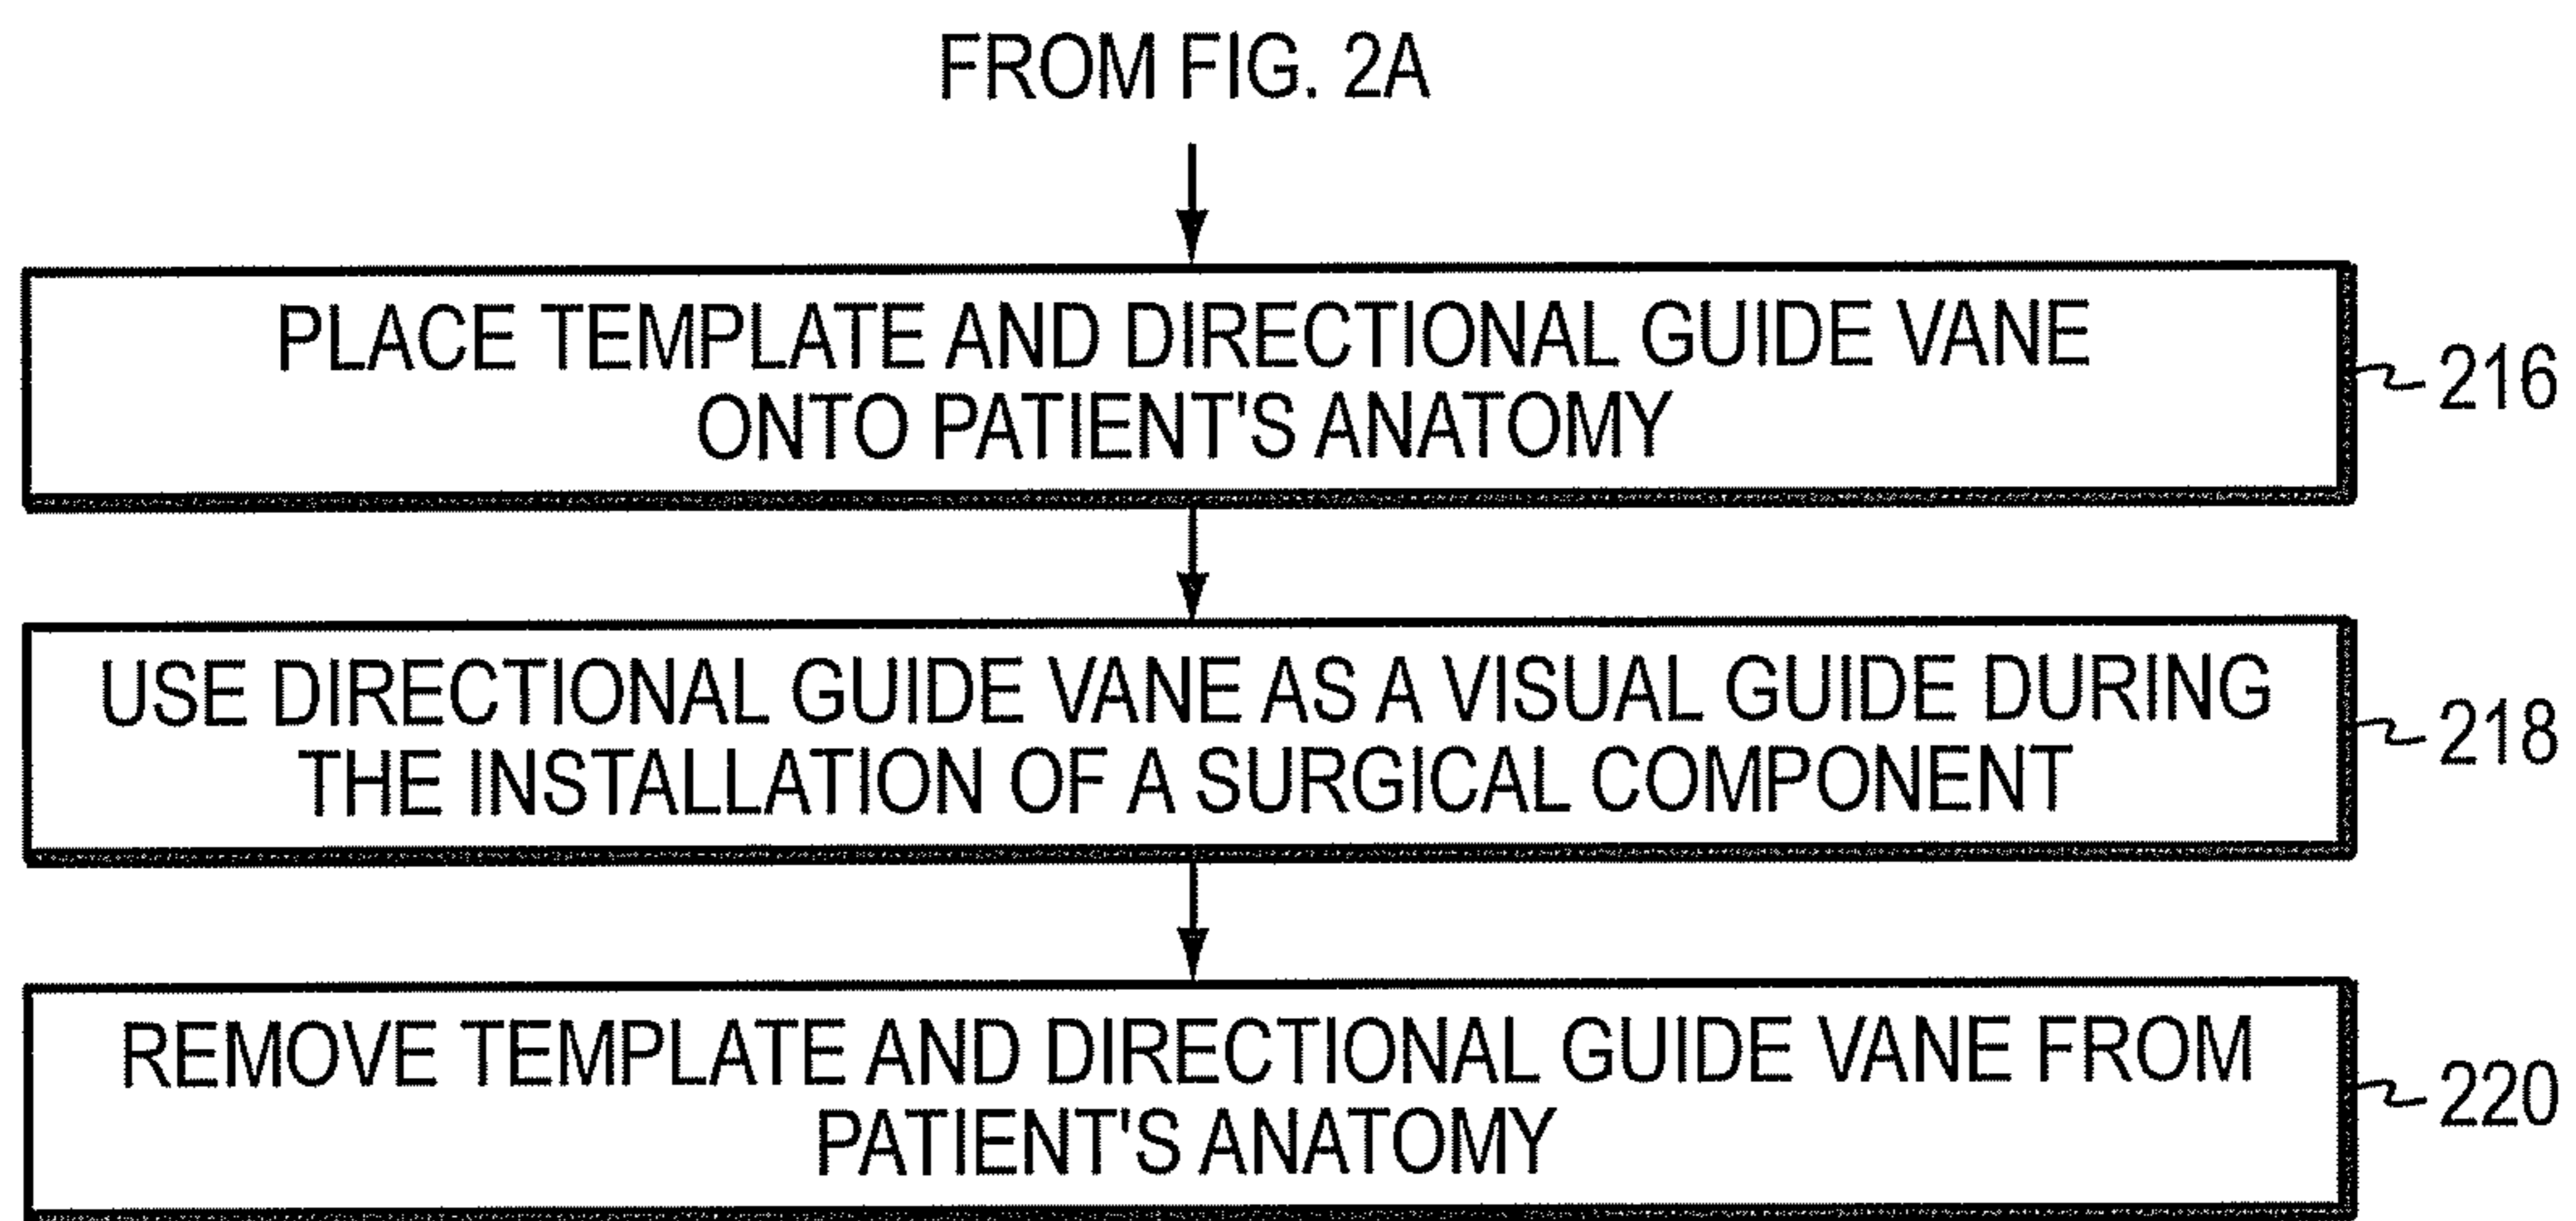 FROM FIG. 2A
PLACE TEMPLATE AND DIRECTIONAL GUIDE VANE
ONTO PATIENT'S ANATOMY
216
USE DIRECTIONAL GUIDE VANE AS A VISUAL GUIDE DURING
THE INSTALLATION OF A SURGICAL COMPONENT
218
REMOVE TEMPLATE AND DIRECTIONAL GUIDE VANE FROM
PATIENT'S ANATOMY
220